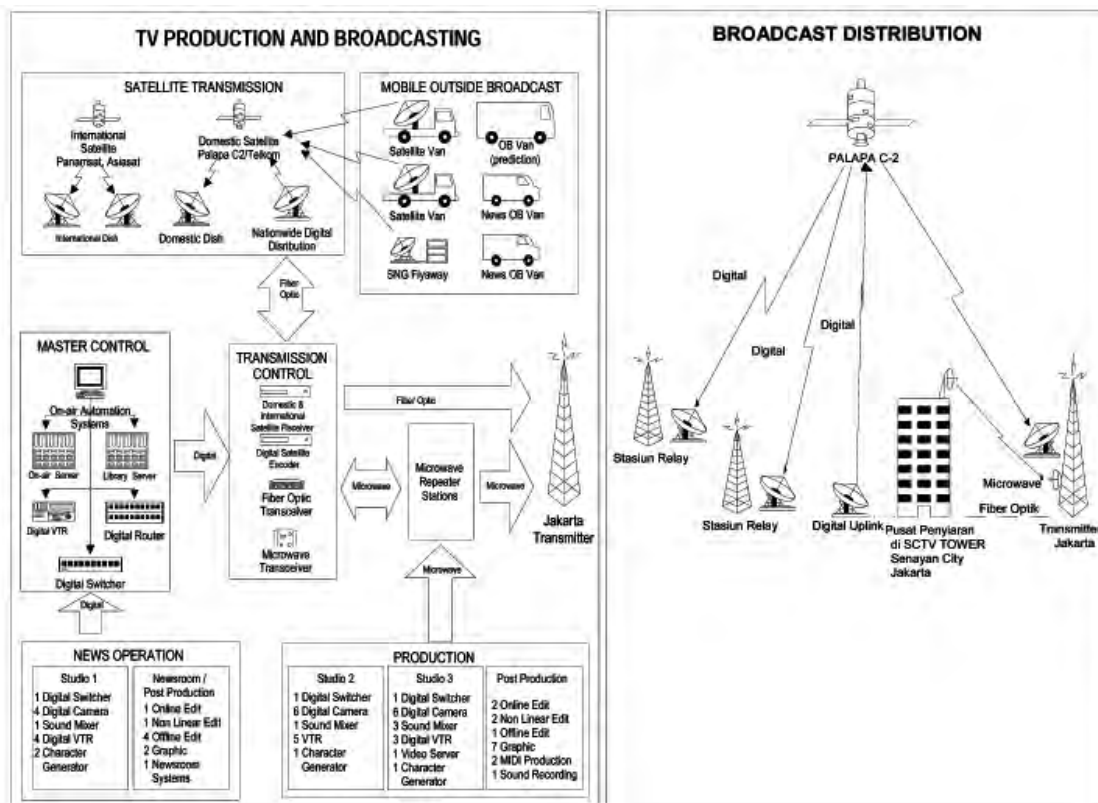 TV PRODUCTION AND BROADCASTING
SATELLITE TRANSMISSION
International
Satellite
Panamsat, Asiasat
Domestic Satellite
Palapa C2/Telkom
International Dish
Domestic Dish
Nationwide Digital
Disribution
MOBILE OUTSIDE BROADCAST
Satellite Van
OB Van
(prediction)
Satellite Van
News OB Van
SNG Flyaway
News OB Van
Fiber
Optic
MASTER CONTROL
On-air Automation
Systems
On-air Server
Library Server
Digital VTR
Digital Router
Digital Switcher
Digital
TRANSMISSION
CONTROL
Domestic &
International
Satellite Receiver
Digital Satellite
Encoder
Fiber Optic
Transceiver
Microwave
Transceiver
Fiber Optic
Microwave
Microwave
Repeater
Stations
Microwave
Jakarta
Transmitter
Digital
Microwave
NEWS OPERATION
Studio 1
1 Digital Switcher
4 Digital Camera
1 Sound Mixer
4 Digital VTR
2 Character
Generator
Newsroom /
Post Production
1 Online Edit
1 Non Linear Edit
4 Offline Edit
2 Graphic
1 Newsroom
Systems
PRODUCTION
Studio 2
1 Digital Switcher
6 Digital Camera
1 Sound Mixer
5 VTR
1 Character
Generator
Studio 3
1 Digital Switcher
6 Digital Camera
3 Sound Mixer
3 Digital VTR
1 Video Server
1 Character
Generator
Post Production
2 Online Edit
2 Non Linear Edit
1 Offline Edit
7 Graphic
2 MIDI Production
1 Sound Recording
BROADCAST DISTRIBUTION
PALAPA C-2
Digital
Digital
Digital
Stasiun Relay
Stasiun Relay
Digital Uplink
Pusat Penyiaran
di SCTV TOWER
Senayan City
Jakarta
Microwave
Fiber Optik
Transmitter
Jakarta